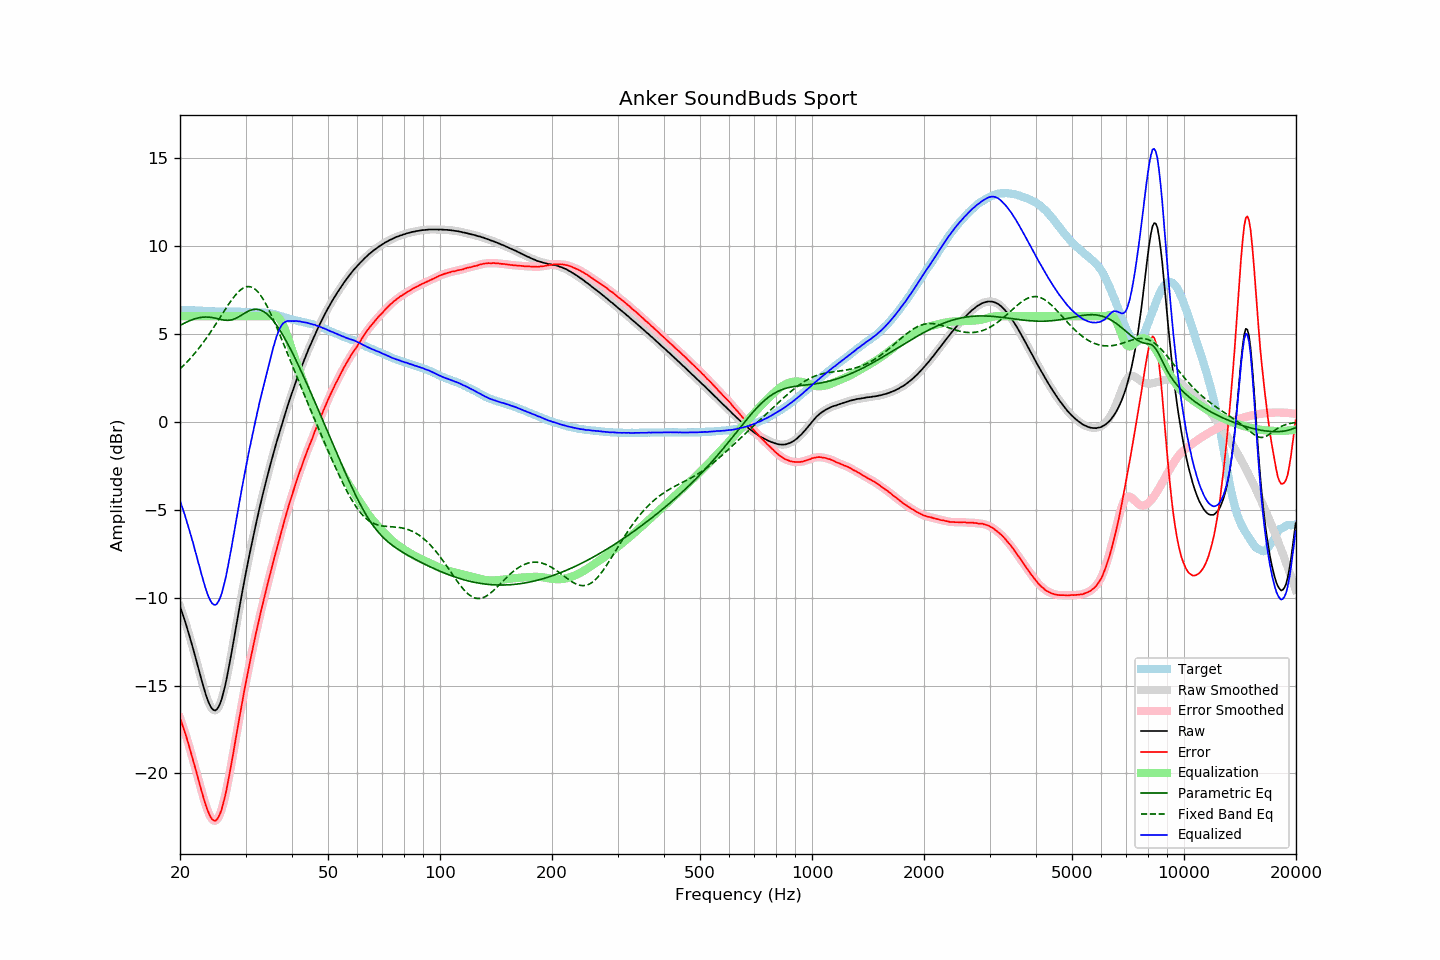 Anker SoundBuds Sport
Amplitude (dBr)
15
10
5
0
−5
−10
−15
−20
20
50
100
200
500
1000
2000
5000
10000
20000
Frequency (Hz)
Target
Raw Smoothed
Error Smoothed
Raw
Error
Equalization
Parametric Eq
Fixed Band Eq
Equalized